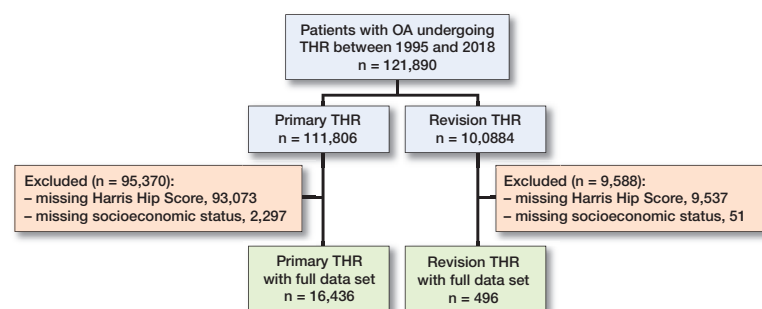 Patients with OA undergoing
THR between 1995 and 2018
n = 121,890
Primary THR
n = 111,806
Revision THR
n = 10,0884
Excluded (n = 95,370):
– missing Harris Hip Score, 93,073
– missing socioeconomic status, 2,297
Excluded (n = 9,588):
– missing Harris Hip Score, 9,537
– missing socioeconomic status, 51
Primary THR
with full data set
n = 16,436
Revision THR
with full data set
n = 496